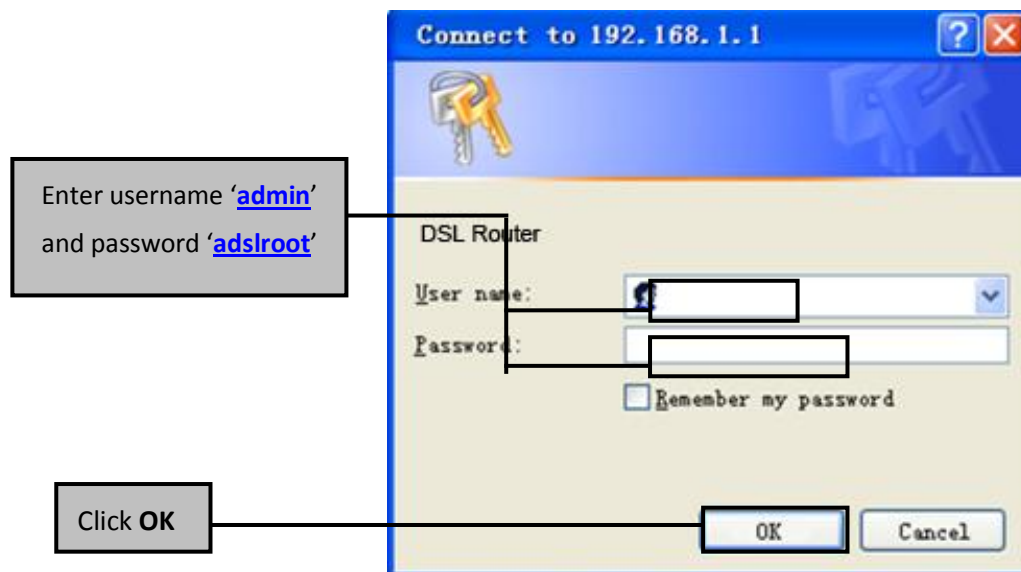 Connect to 192.168.1.1
Enter username ‘admin’
and password ‘adslroot’
DSL Router
User name:
Password:
Remember my password
Click OK
OK
Cancel